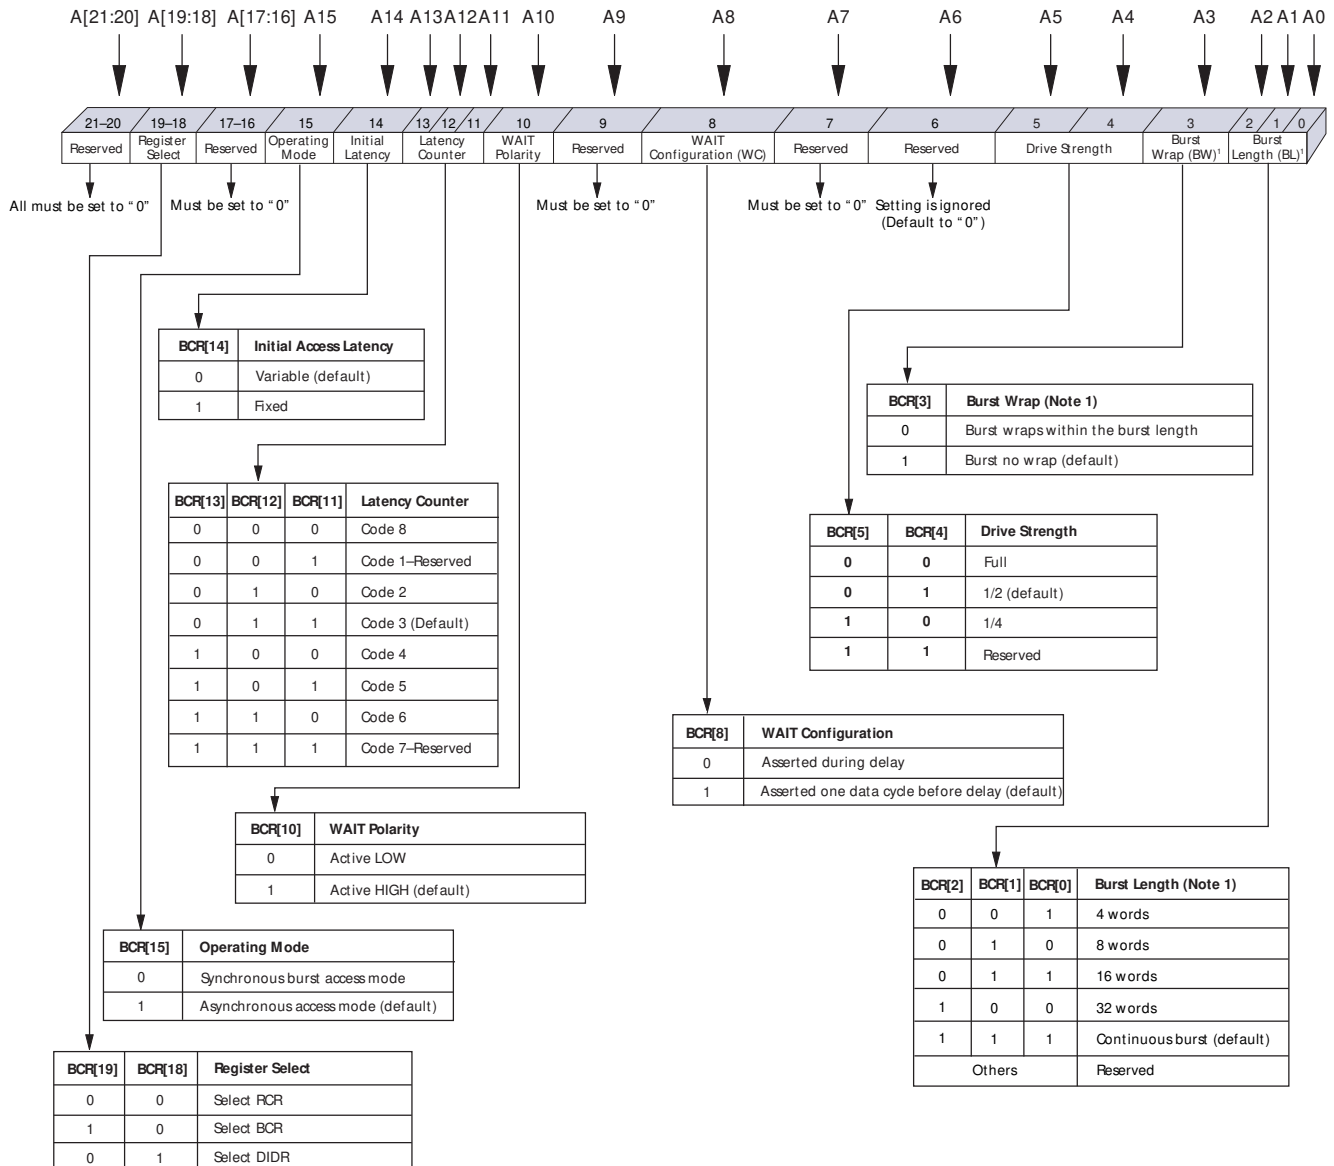 A[21:20] A[19:18] A[17:16] A15 A14 A13 A12 A11 A10 A9 A8 A7 A6 A5 A4 A3 A2 A1 A0
21–20 19–18 17–16 15 14 13 12 11 10 9 8 7 6 5 4 3 2 1 0
Reserved
Register
Select
Reserved
Operating
Mode
Initial
Latency
Latency
Counter
WAIT
Polarity
Reserved
WAIT
Configuration (WC)
Reserved
Reserved
Drive Strength
Burst
Wrap (BW)1
Burst
Length (BL)1
All must be set to “0”
Must be set to “0”
Must be set to “0”
Must be set to “0”
Setting is ignored
(Default to “0”)
BCR[14] Initial Access Latency
0 Variable (default)
1 Fixed
BCR[3] Burst Wrap (Note 1)
0 Burst wraps within the burst length
1 Burst no wrap (default)
BCR[13] BCR[12] BCR[11] Latency Counter
0 0 0 Code 8
0 0 1 Code 1–Reserved
0 1 0 Code 2
0 1 1 Code 3 (Default)
1 0 0 Code 4
1 0 1 Code 5
1 1 0 Code 6
1 1 1 Code 7–Reserved
BCR[5] BCR[4] Drive Strength
0 0 Full
0 1 1/2 (default)
1 0 1/4
1 1 Reserved
BCR[8] WAIT Configuration
0 Asserted during delay
1 Asserted one data cycle before delay (default)
BCR[10] WAIT Polarity
0 Active LOW
1 Active HIGH (default)
BCR[2] BCR[1] BCR[0] Burst Length (Note 1)
0 0 1 4 words
0 1 0 8 words
0 1 1 16 words
1 0 0 32 words
1 1 1 Continuous burst (default)
Others Reserved
BCR[15] Operating Mode
0 Synchronous burst access mode
1 Asynchronous access mode (default)
BCR[19] BCR[18] Register Select
0 0 Select RCR
1 0 Select BCR
0 1 Select DIDR